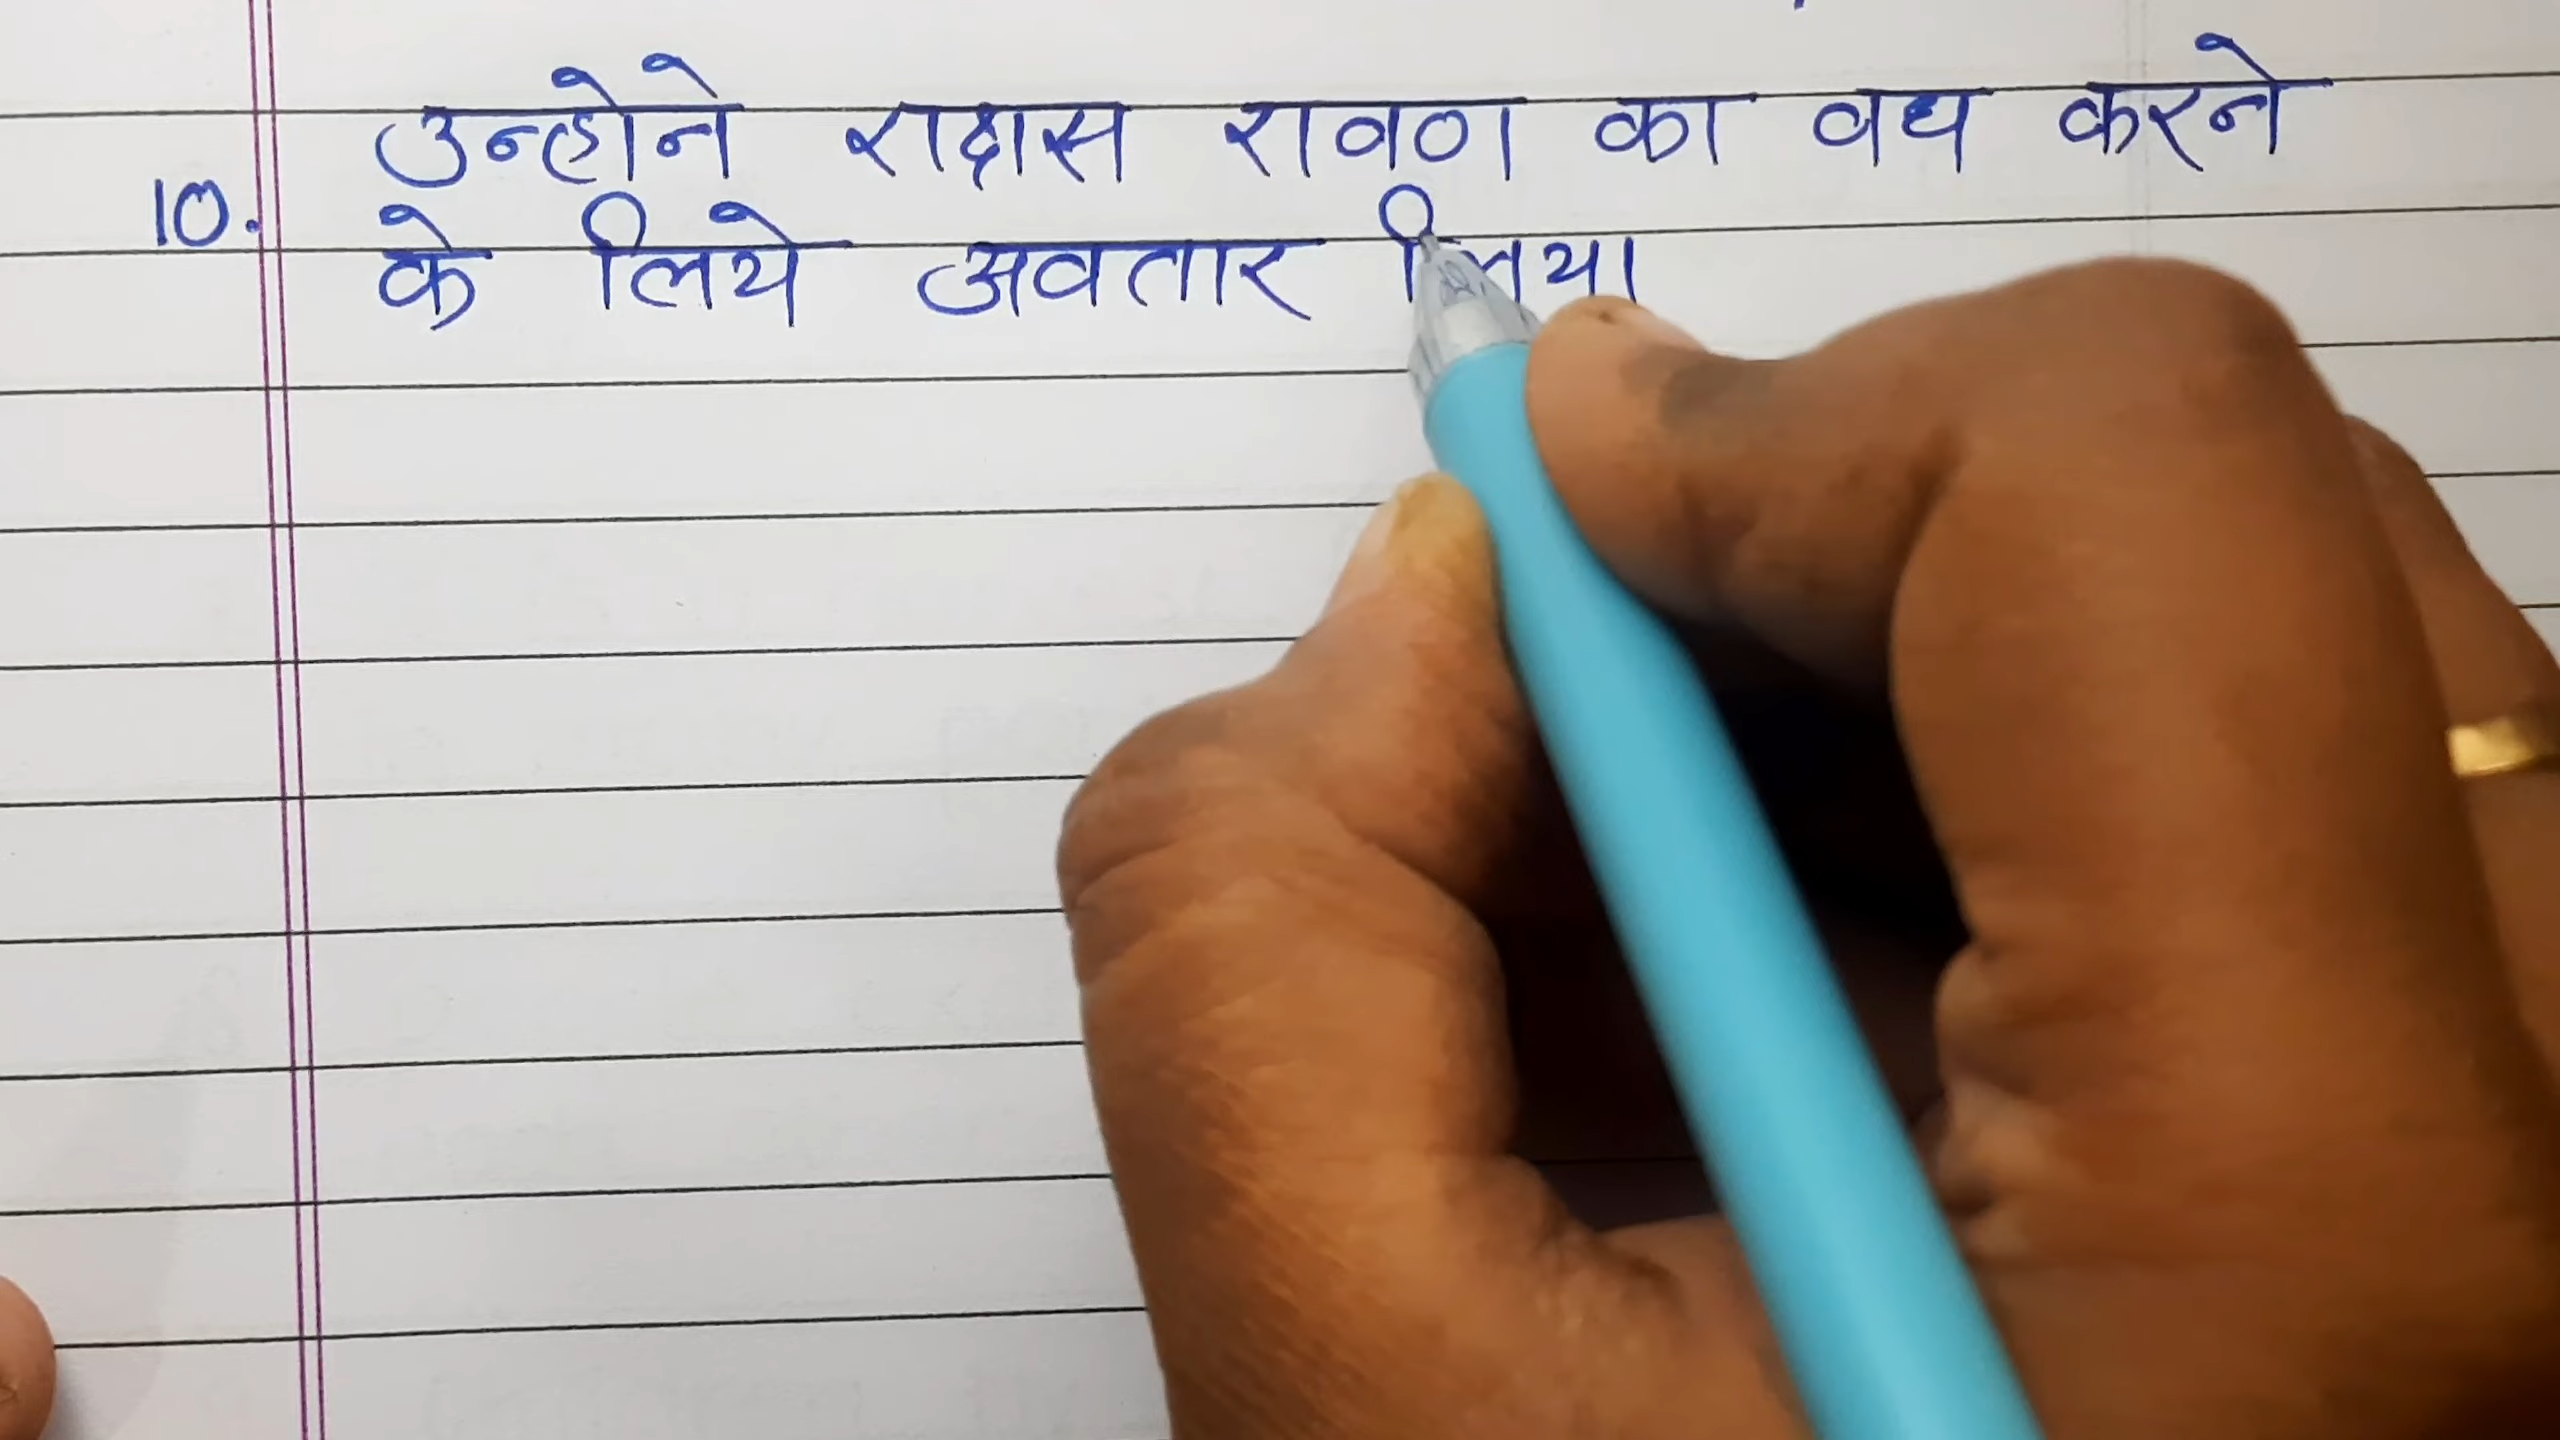 उन्होने राक्षस रावण का वध करने
10. के लिये अवतार लिया